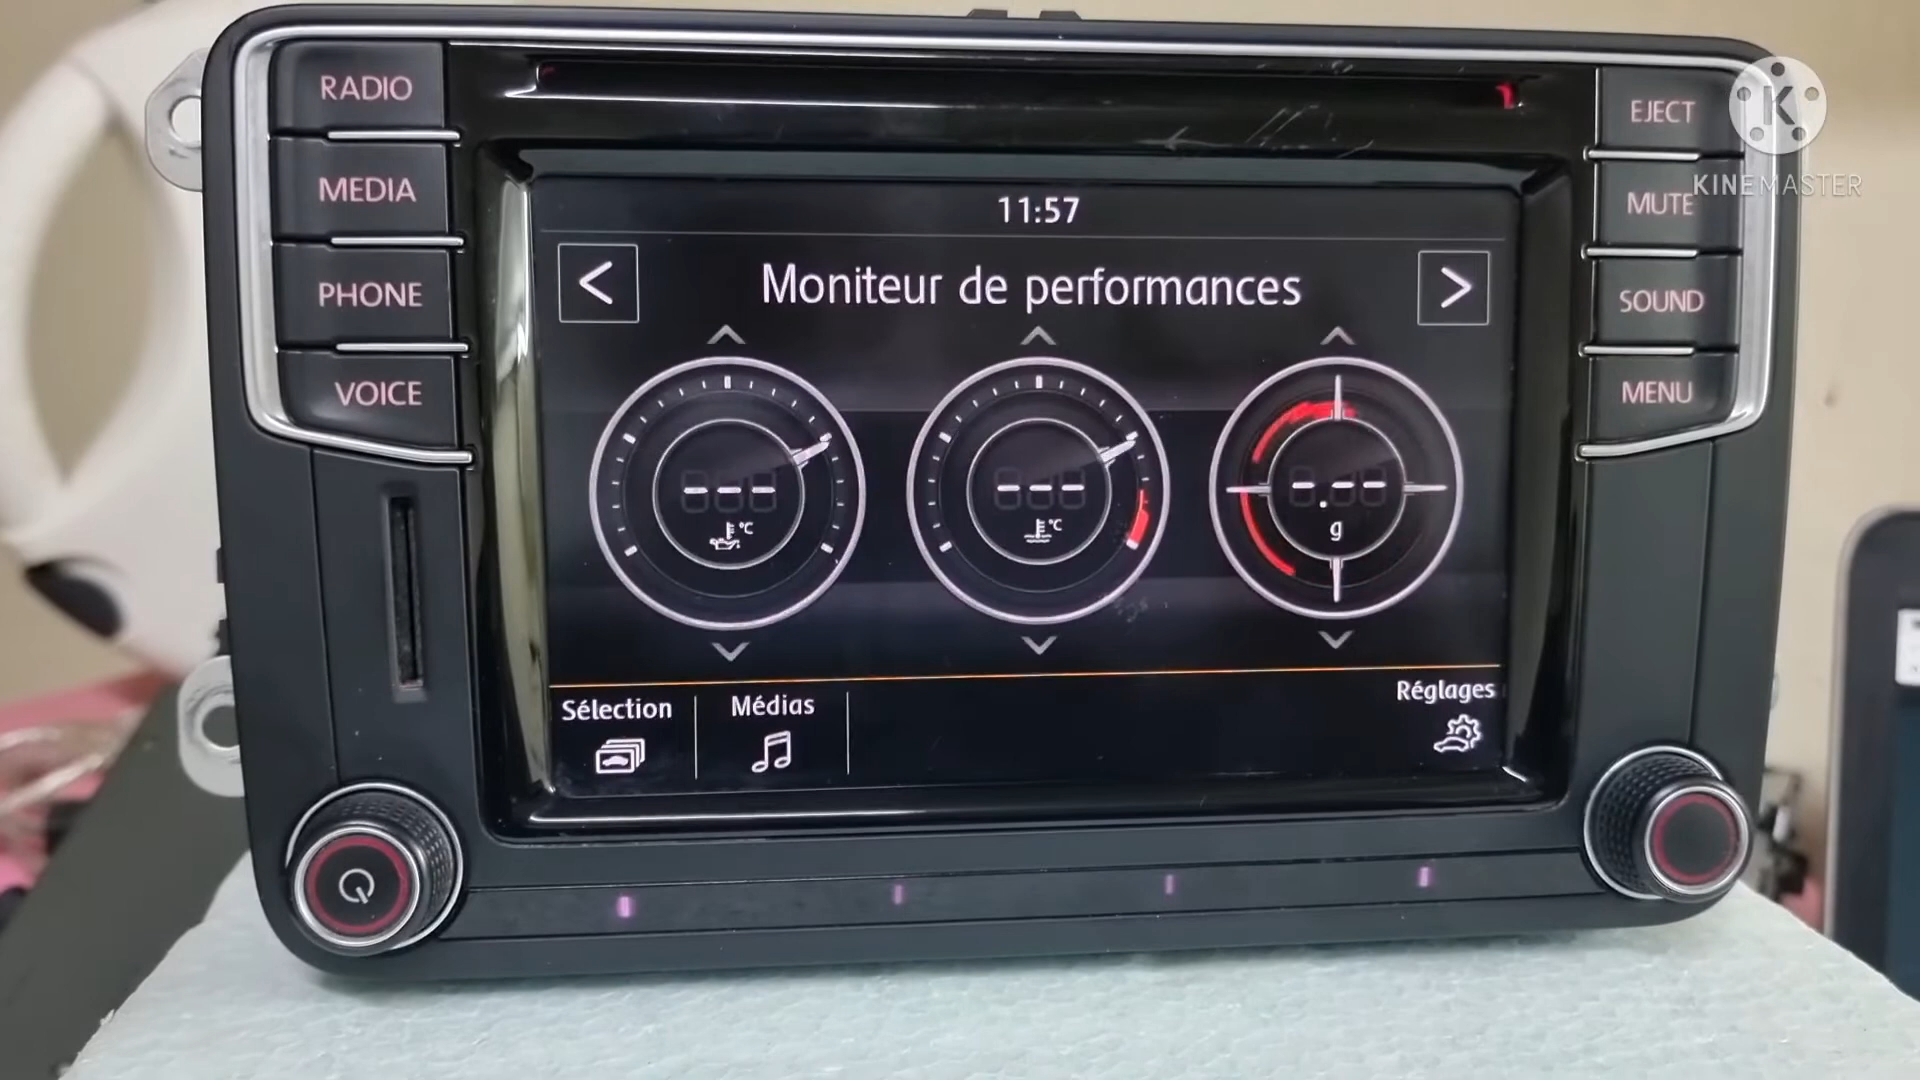 RADIO
MEDIA
PHONE
VOICE
EJECT
MUTE
SOUND
MENU
K
KINEMASTER
11:57
<
Moniteur de performances
>
---
°C
---
°C
-.--
g
Sélection
Médias
Réglages